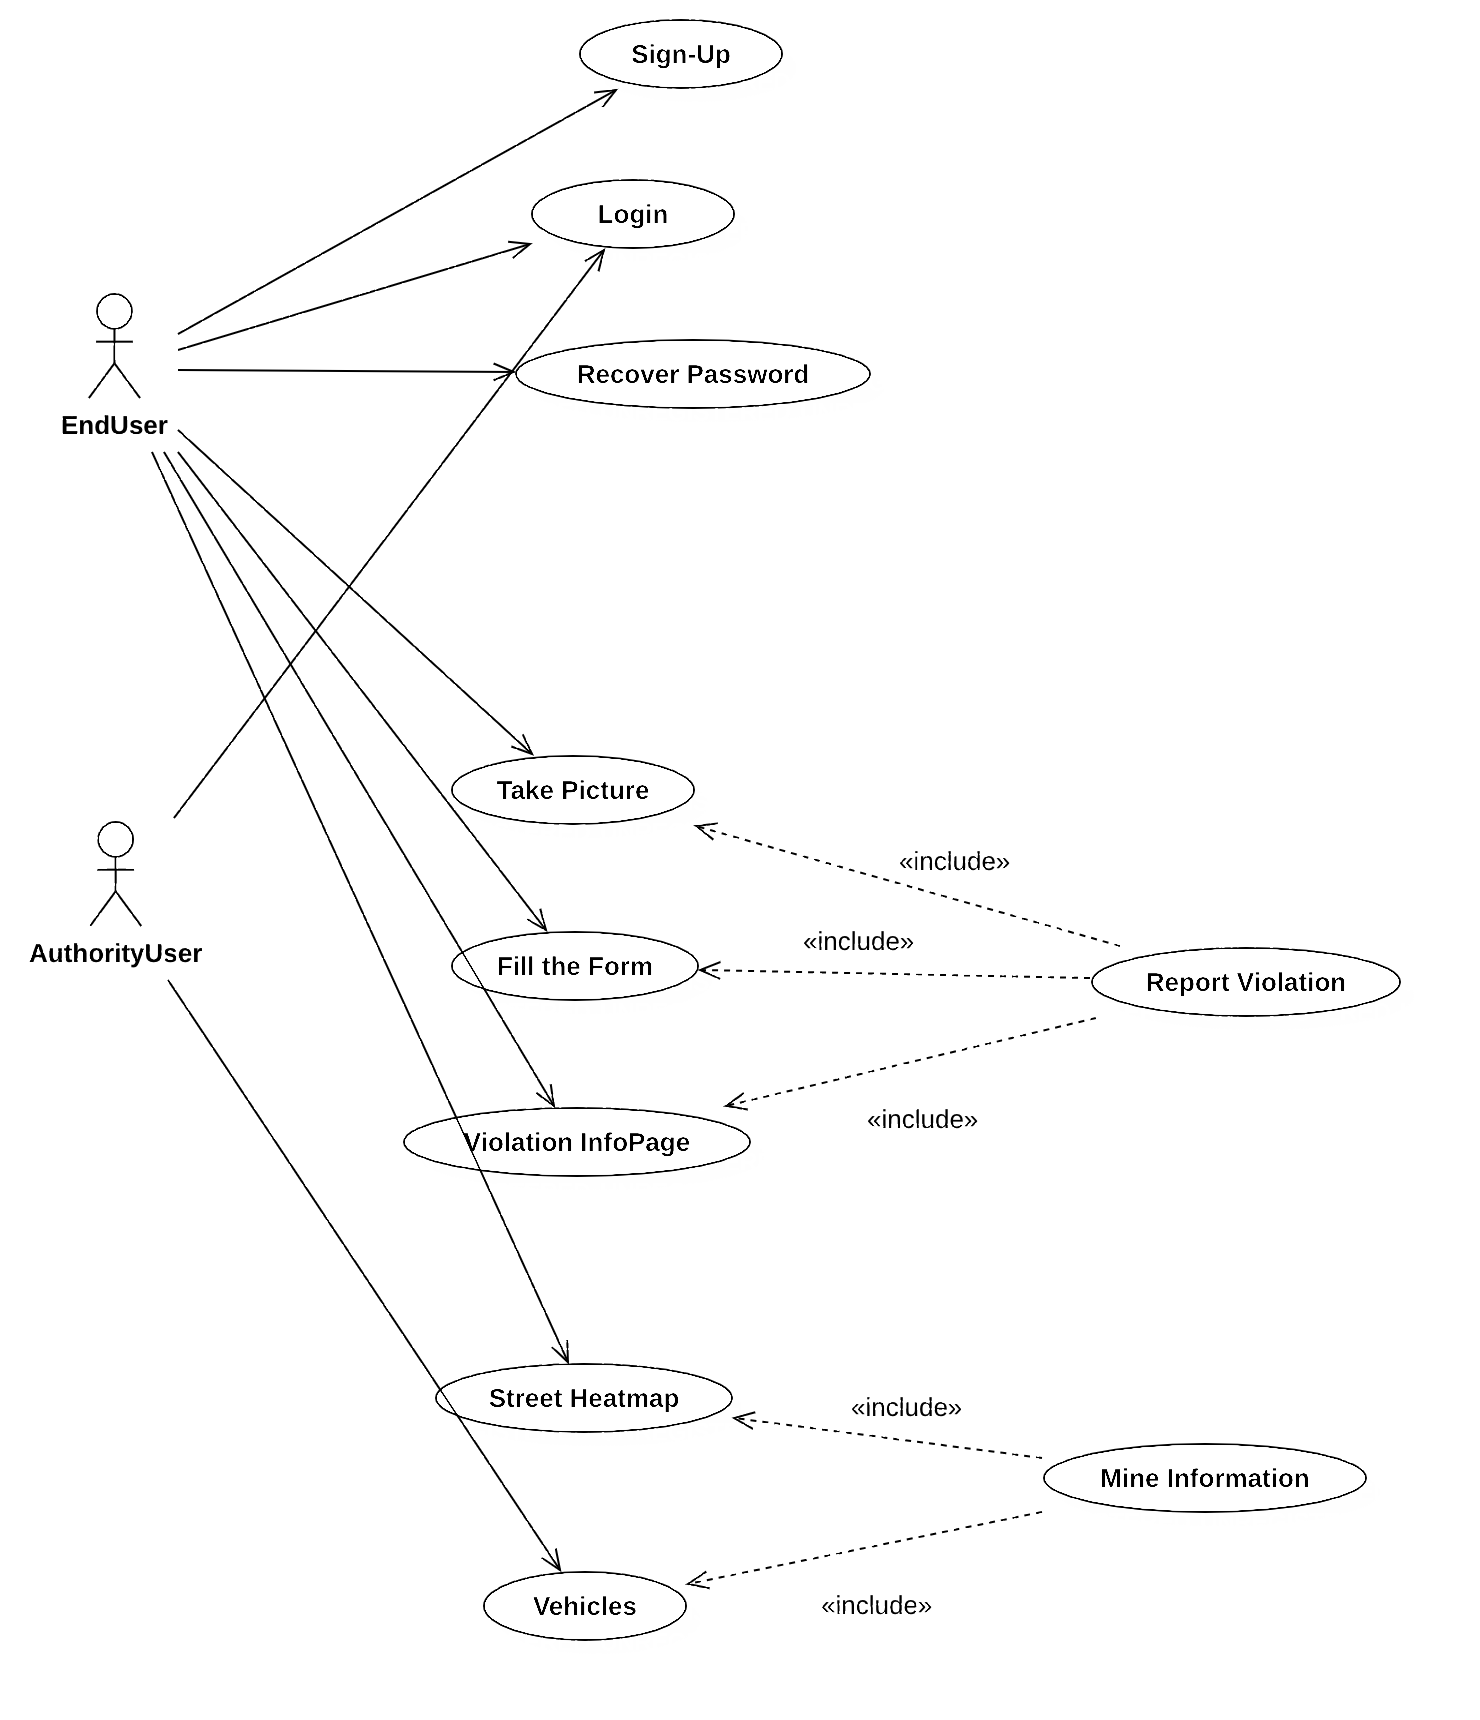 Sign-Up
Login
Recover Password
EndUser
Take Picture
«include»
«include»
AuthorityUser
Fill the Form
Report Violation
«include»
Violation InfoPage
Street Heatmap
«include»
Mine Information
Vehicles
«include»